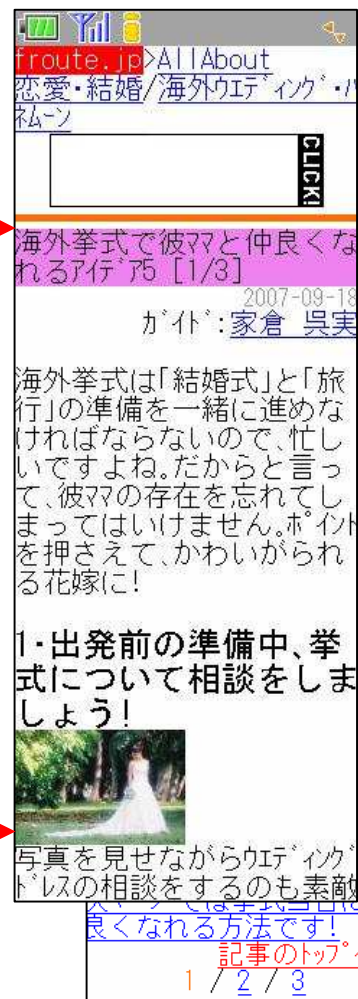 froute.jp>AllAbout
恋愛・結婚/海外ウエディング・ハ
ネムーン
CLICK!
海外挙式で彼ママと仲良くな
れるアイデア5 [1/3]
2007-09-18
ガイド:家倉 呉実
海外挙式は「結婚式」と「旅
行」の準備を一緒に進めな
ければならないので、忙し
いですよね。だからと言っ
て、彼ママの存在を忘れてし
まってはいけません。ポイント
を押さえて、かわいがられ
る花嫁に!
1・出発前の準備中、挙
式について相談をしま
しょう!
写真を見せながらウエディング
ドレスの相談をするのも素敵
良くなれる方法です!
記事のトップペ
1 / 2 / 3